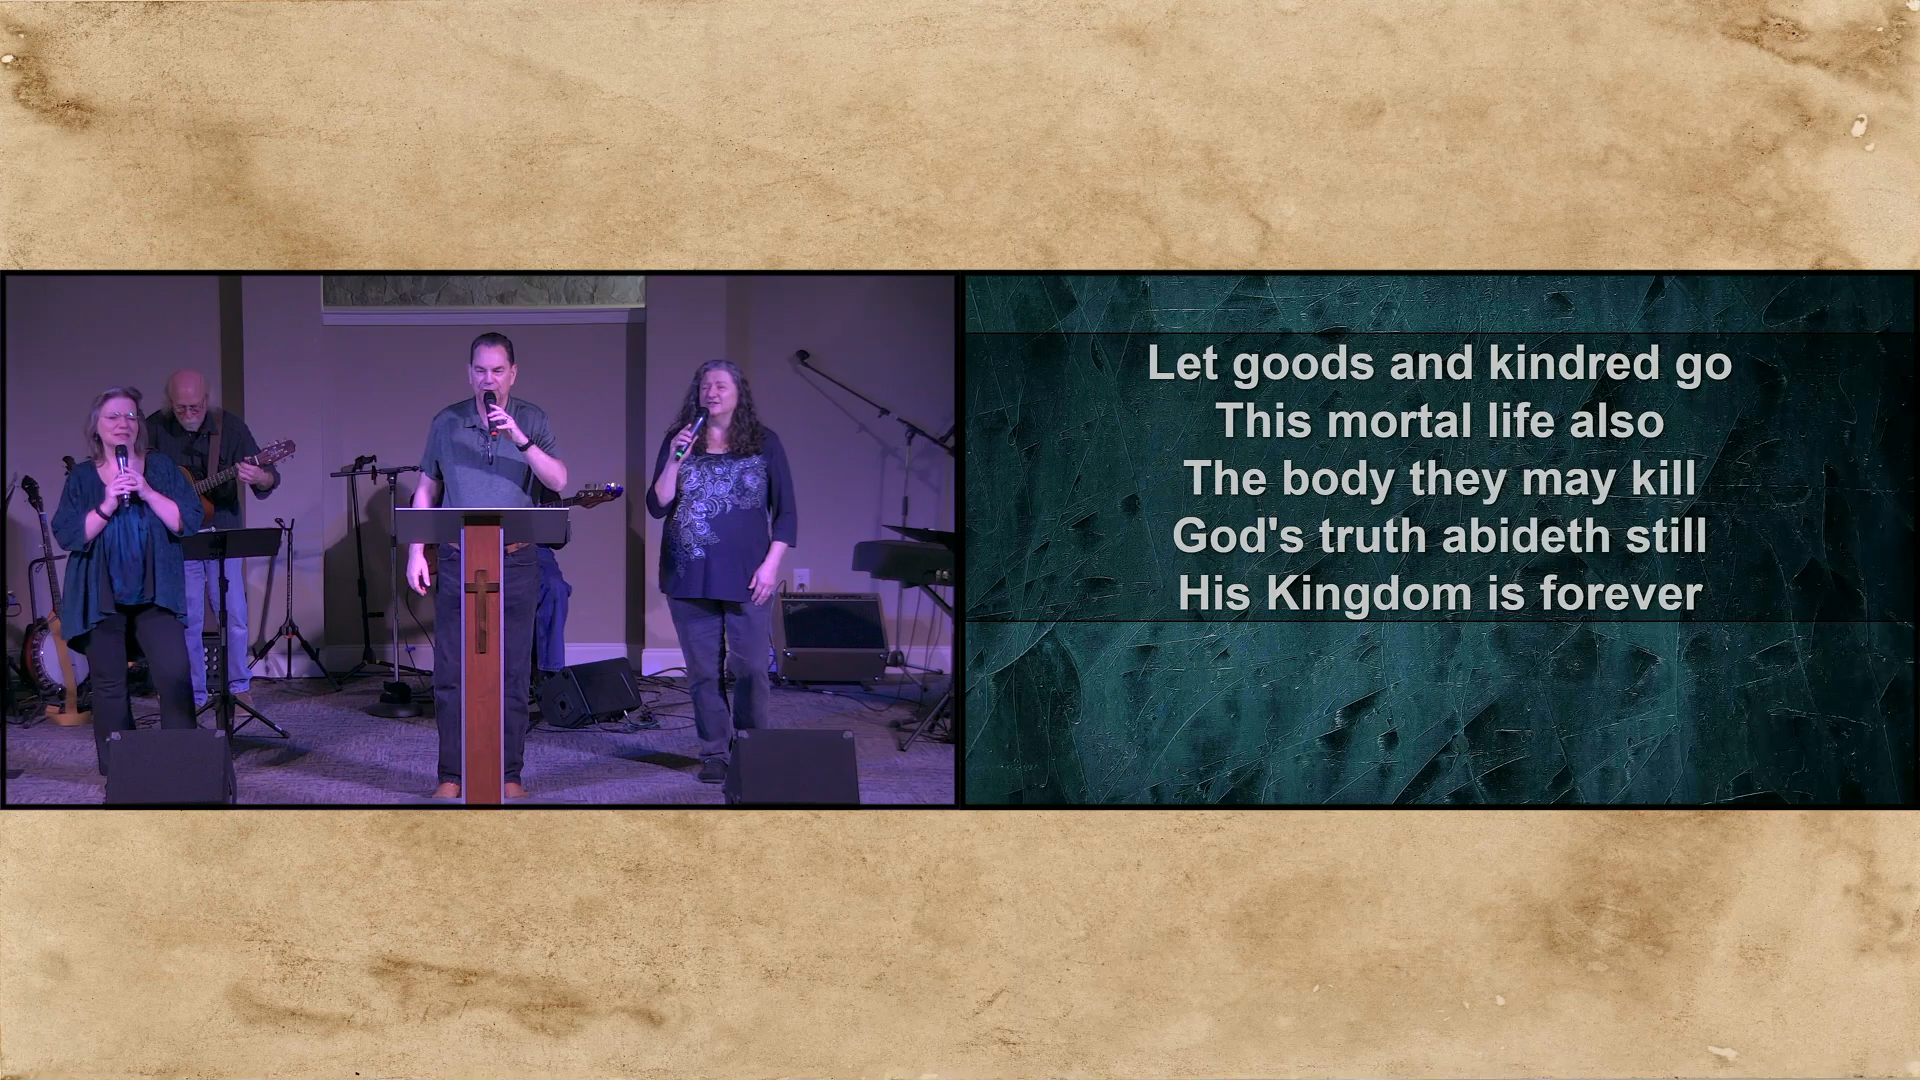 Let goods and kindred go
This mortal life also
The body they may kill
God's truth abideth still
His Kingdom is forever